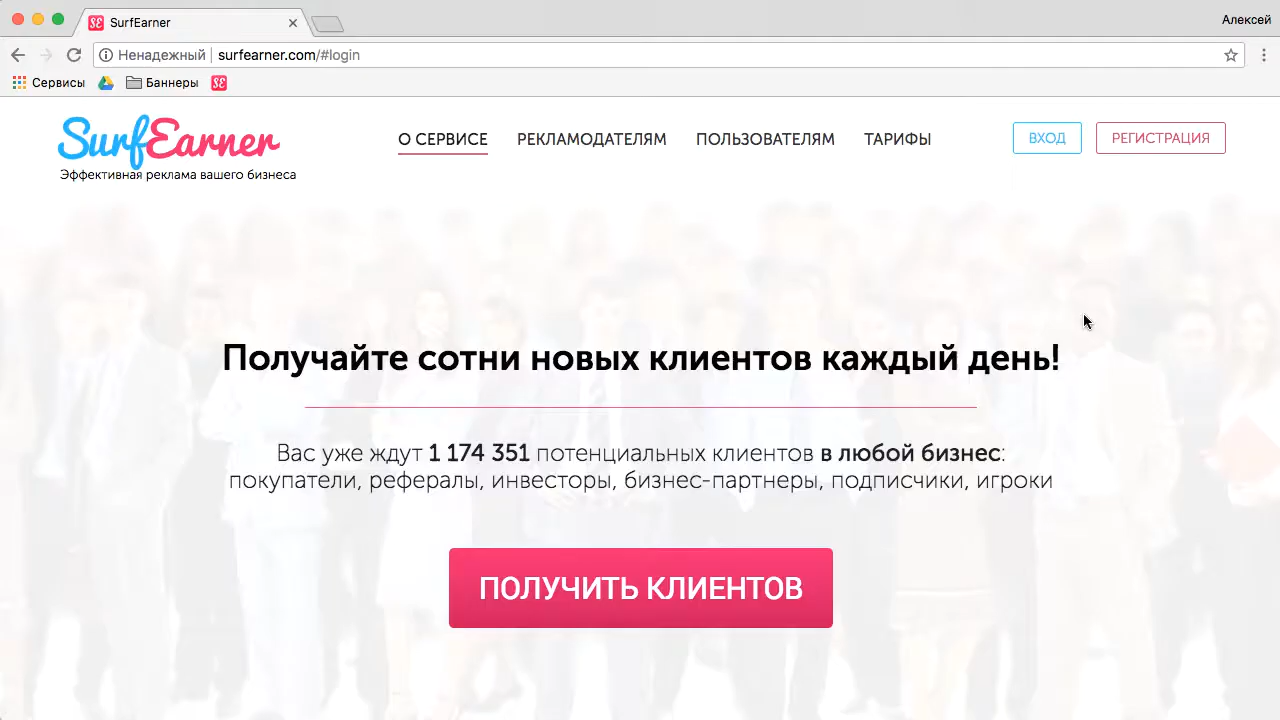 SE SurfEarner
Алексей
Ненадежный surfearner.com/#login
Сервисы Баннеры SE
SurfEarner
Эффективная реклама вашего бизнеса
О СЕРВИСЕ РЕКЛАМОДАТЕЛЯМ ПОЛЬЗОВАТЕЛЯМ ТАРИФЫ ВХОД РЕГИСТРАЦИЯ
Получайте сотни новых клиентов каждый день!
Вас уже ждут 1 174 351 потенциальных клиентов в любой бизнес:
покупатели, рефералы, инвесторы, бизнес-партнеры, подписчики, игроки
ПОЛУЧИТЬ КЛИЕНТОВ